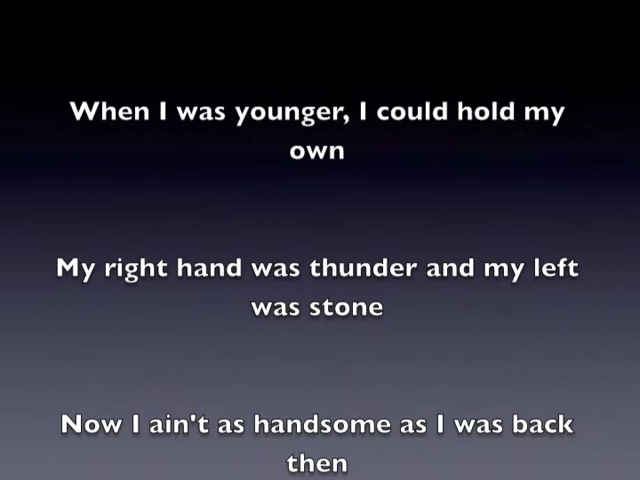 When I was younger, I could hold my
own
My right hand was thunder and my left
was stone
Now I ain't as handsome as I was back
then